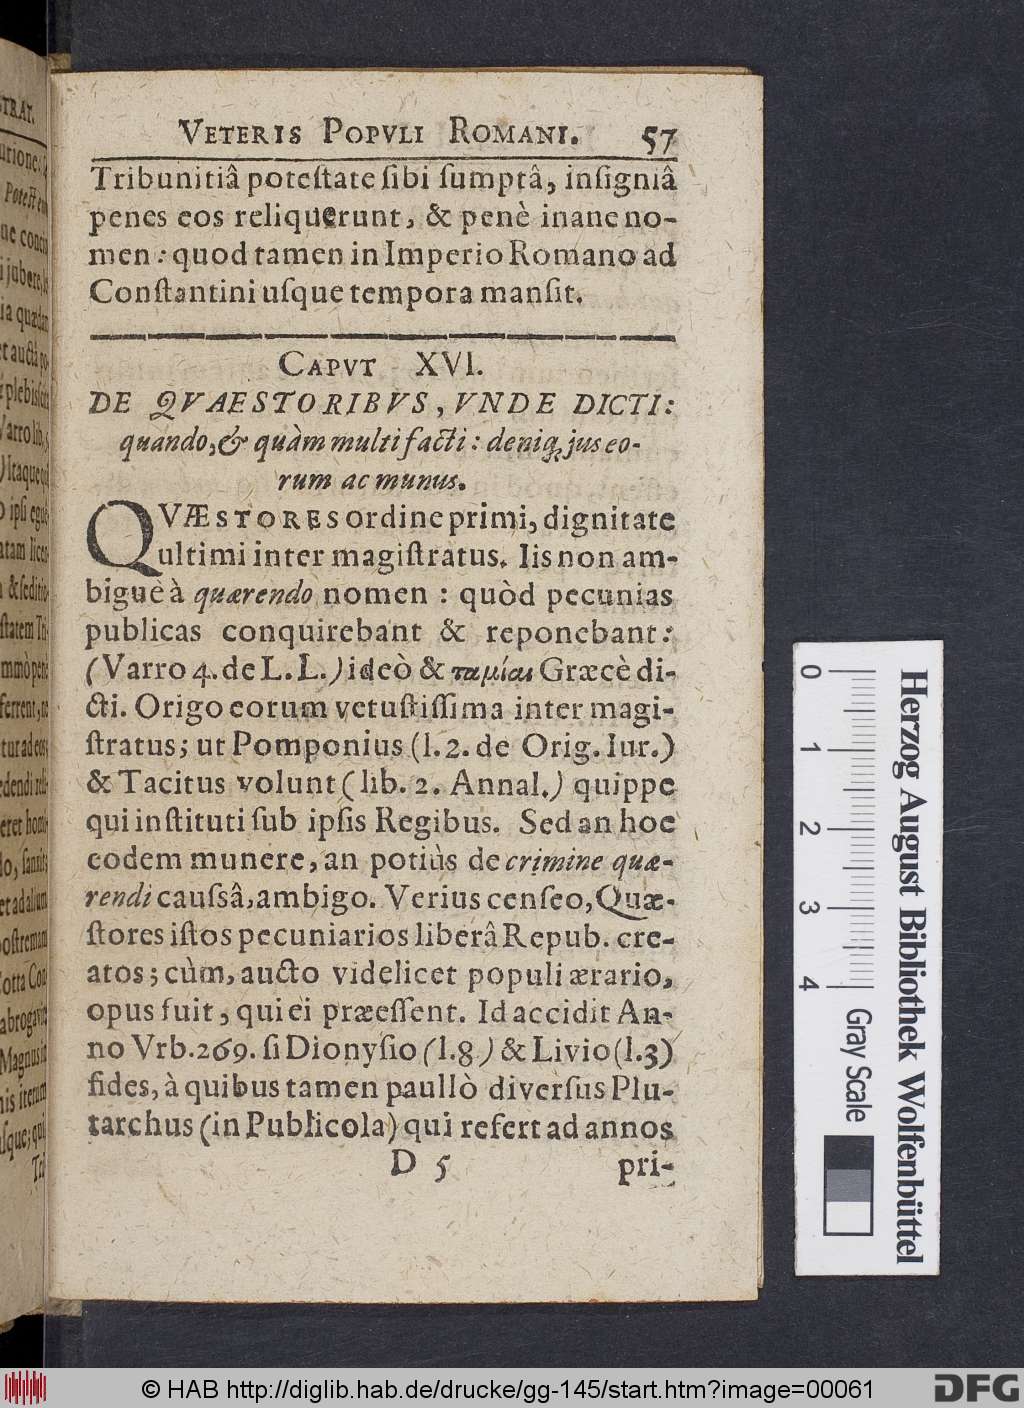 VETERIS POPVLI ROMANI. 57
Tribunitiâ poteſtate ſibi ſumptâ, inſigniâ
penes eos reliquerunt, & penè inane no-
men : quod tamen in Imperio Romano ad
Conſtantini uſque tempora manſit.
CAPVT XVI.
DE QVAESTORIBVS, VNDE DICTI:
quando, & quàm multi facti : deniq́; jus eo-
rum ac munus.
QVÆSTORES ordine primi, dignitate
ultimi inter magiſtratus. Iis non am-
biguè à quærendo nomen : quòd pecunias
publicas conquirebant & reponebant:
(Varro 4. de L. L.) ideò & ταμίαι Græcè di-
cti. Origo eorum vetuſtiſſima inter magi-
ſtratus; ut Pomponius (l. 2. de Orig. Iur.)
& Tacitus volunt (lib. 2. Annal.) quippe
qui inſtituti ſub ipſis Regibus. Sed an hoc
eodem munere, an potiùs de crimine quæ-
rendi cauſsâ, ambigo. Verius cenſeo, Quæ-
ſtores iſtos pecuniarios liberâ Repub. cre-
atos; cùm, aucto videlicet populi ærario,
opus fuit, qui ei præeſſent. Id accidit An-
no Vrb. 269. ſi Dionyſio (l. 8) & Livio (l. 3)
fides, à quibus tamen paullò diverſus Plu-
tarchus (in Publicola) qui refert ad annos
D 5 pri-
0 1 2 3 4
Gray Scale
Herzog August Bibliothek Wolfenbüttel
© HAB http://diglib.hab.de/drucke/gg-145/start.htm?image=00061
DFG